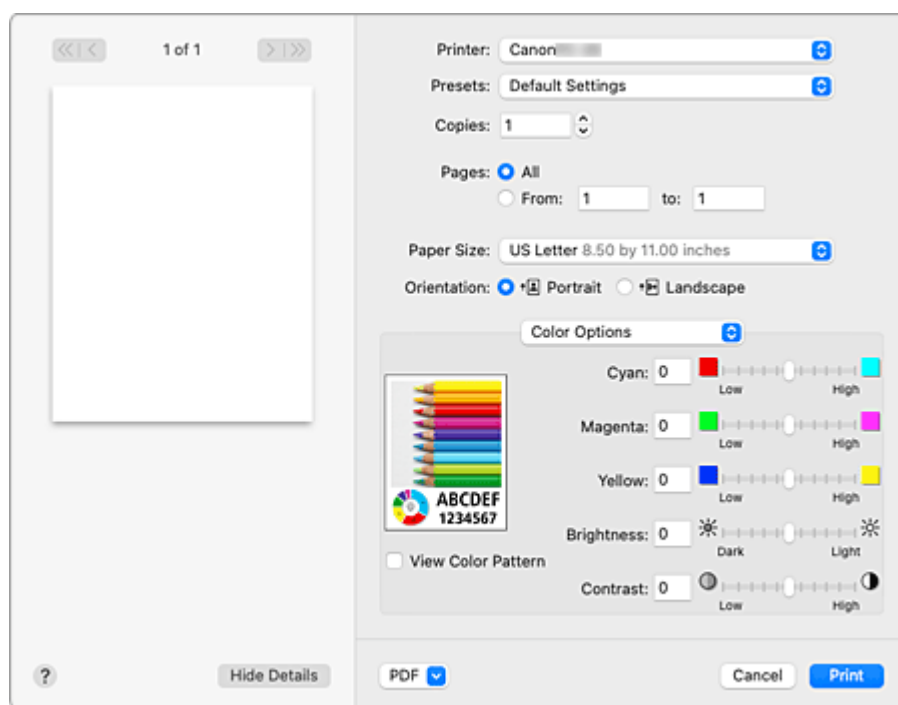 1 of 1
Printer: Canon
Presets: Default Settings
Copies: 1
Pages: All
From: 1 to: 1
Paper Size: US Letter 8.50 by 11.00 inches
Orientation: Portrait Landscape
Color Options
Cyan: 0
Low High
Magenta: 0
Low High
Yellow: 0
Low High
ABCDEF
1234567
Brightness: 0
Dark Light
View Color Pattern
Contrast: 0
Low High
? Hide Details PDF Cancel Print